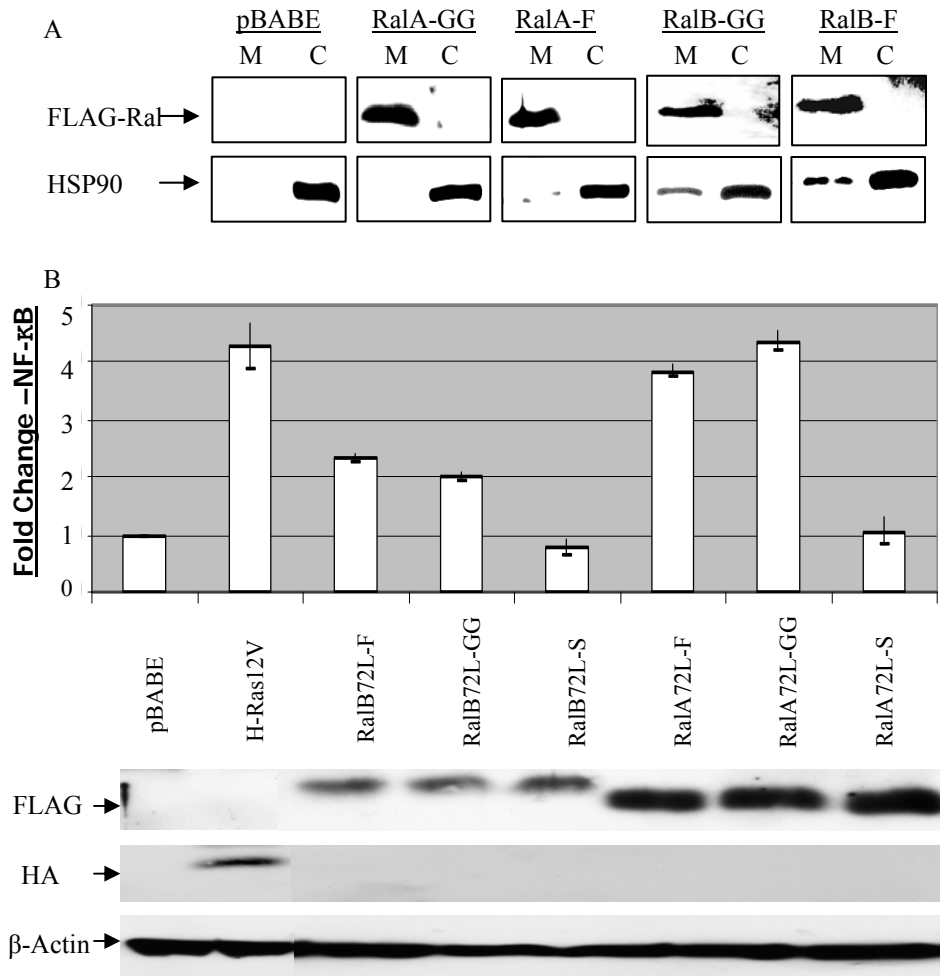 A
pBABE RalA-GG RalA-F RalB-GG RalB-F
M C M C M C M C M C
FLAG-Ral
HSP90
B
Fold Change –NF-κB
5
4
3
2
1
0
pBABE
H-Ras12V
RalB72L-F
RalB72L-GG
RalB72L-S
RalA72L-F
RalA72L-GG
RalA72L-S
FLAG
HA
β-Actin